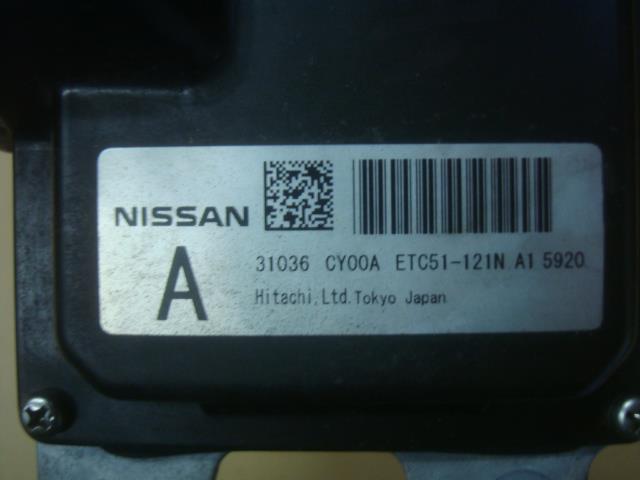 NISSAN
A
31036 CY00A ETC51-121N A1 5920
Hitachi,Ltd.Tokyo Japan